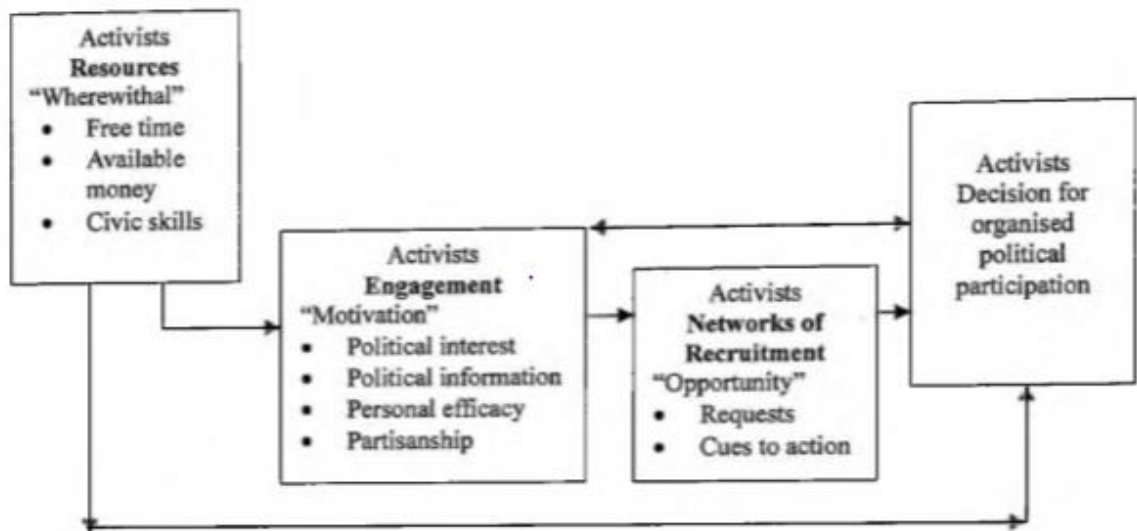 Activists
Resources
“Wherewithal”
• Free time
• Available
money
• Civic skills
Activists
Engagement
“Motivation”
• Political interest
• Political information
• Personal efficacy
• Partisanship
Activists
Networks of
Recruitment
“Opportunity”
• Requests
• Cues to action
Activists
Decision for
organised
political
participation